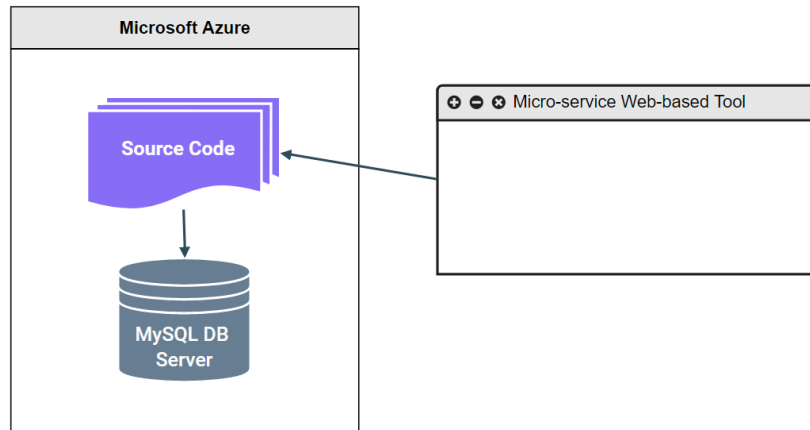 Microsoft Azure
Micro-service Web-based Tool
Source Code
MySQL DB
Server